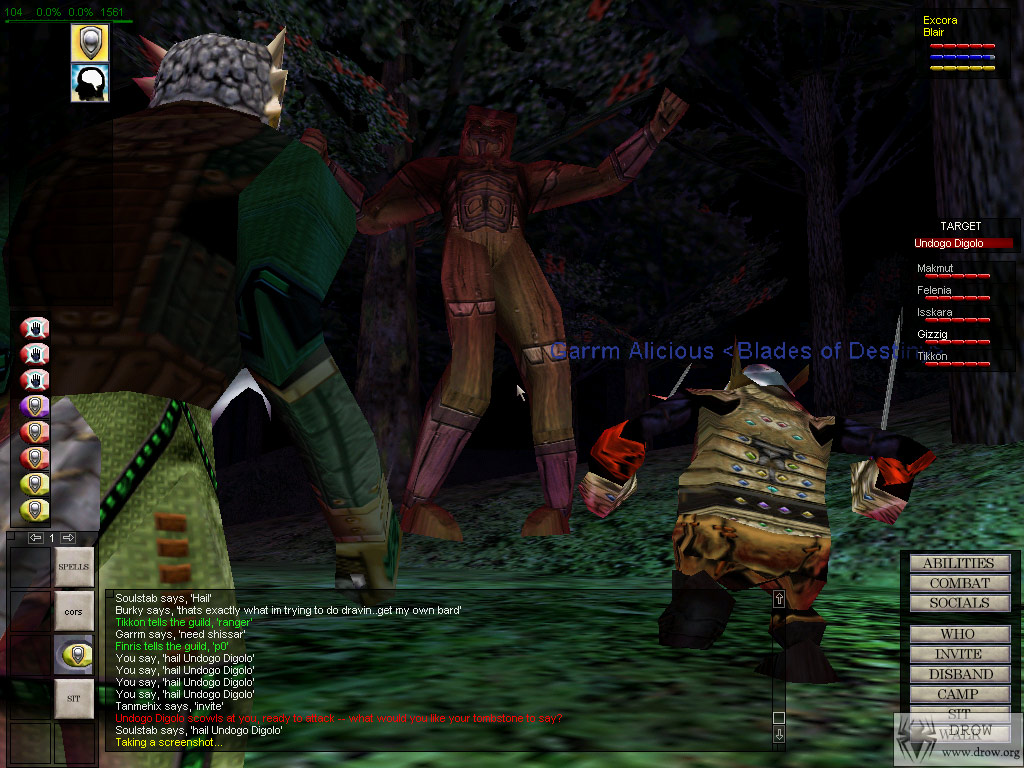 104 0.0% 0.0% 1561
Excora
Blair
TARGET
Undogo Digolo
Makmut
Felenia
Isskara
Gizzig
Tikkon
Garrm Alicious <Blades of Destin
1
SPELLS
cors
SIT
Soulstab says, 'Hail'
Burky says, 'thats exactly what im trying to do dravin..get my own bard'
Tikkon tells the guild, 'ranger'
Garrm says, 'need shissar'
Finris tells the guild, 'p0'
You say, 'hail Undogo Digolo'
You say, 'hail Undogo Digolo'
You say, 'hail Undogo Digolo'
You say, 'hail Undogo Digolo'
Tanmehix says, 'invite'
Undogo Digolo scowls at you, ready to attack -- what would you like your tombstone to say?
Soulstab says, 'hail Undogo Digolo'
Taking a screenshot...
ABILITIES
COMBAT
SOCIALS
WHO
INVITE
DISBAND
CAMP
SIT
WALK
DROW
www.drow.org